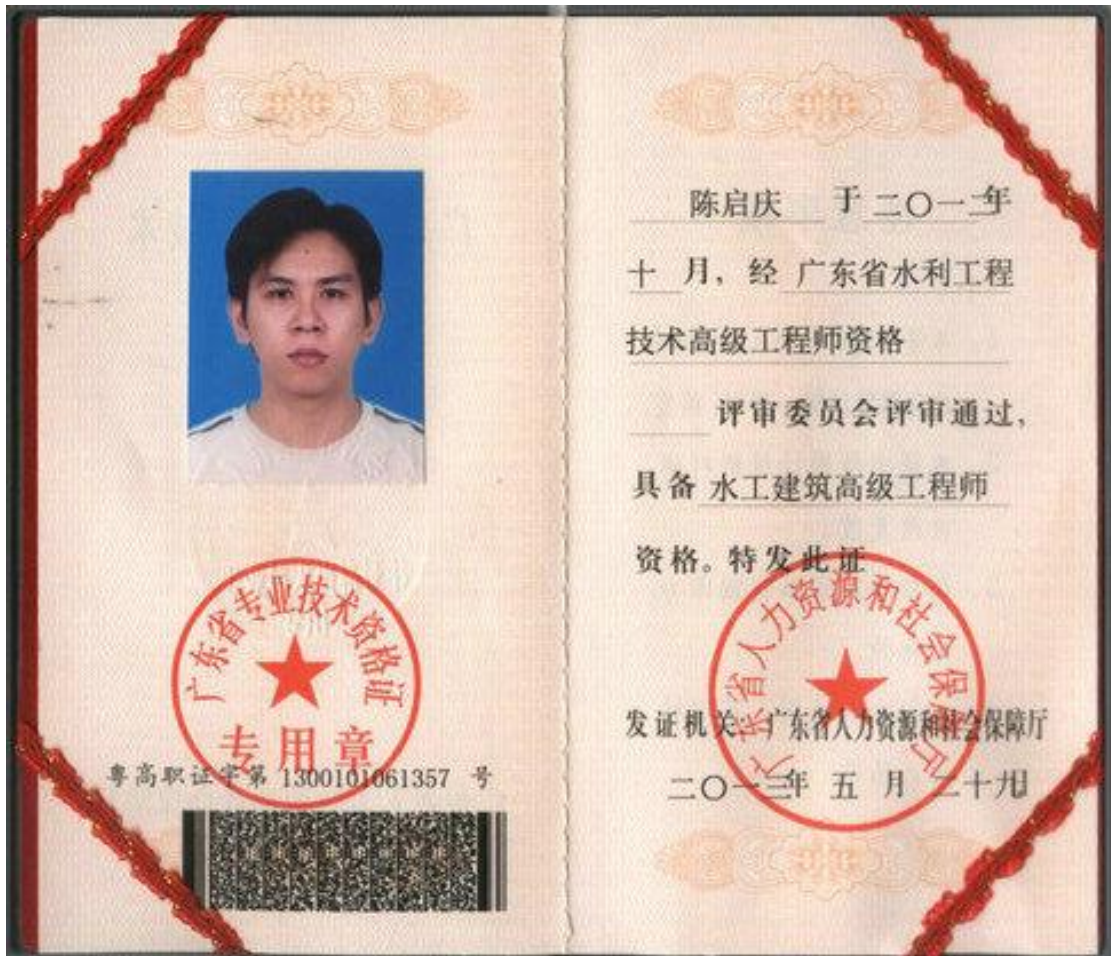 广东省专业技术资格证
专用章
粤高职证字第 1300101061357 号
陈启庆 于 二〇一二年
十 月, 经 广东省水利工程
技术高级工程师资格
评审委员会评审通过,
具备 水工建筑高级工程师
资格。特发此证
广东省人力资源和社会保障厅
发证机关: 广东省人力资源和社会保障厅
二〇一三年 五 月 二十九日